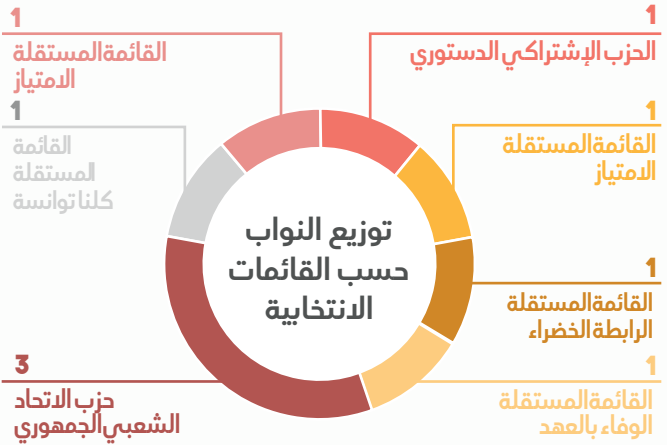 1
الحزب الإشتراكي الدستوري
1
القائمة المستقلة
الامتياز
1
القائمة المستقلة
الرابطة الخضراء
1
القائمة المستقلة
الوفاء بالعهد
توزيع النواب
حسب القائمات
الانتخابية
1
القائمة المستقلة
الامتياز
1
القائمة
المستقلة
كلنا توانسة
3
حزب الاتحاد
الشعبي الجمهوري